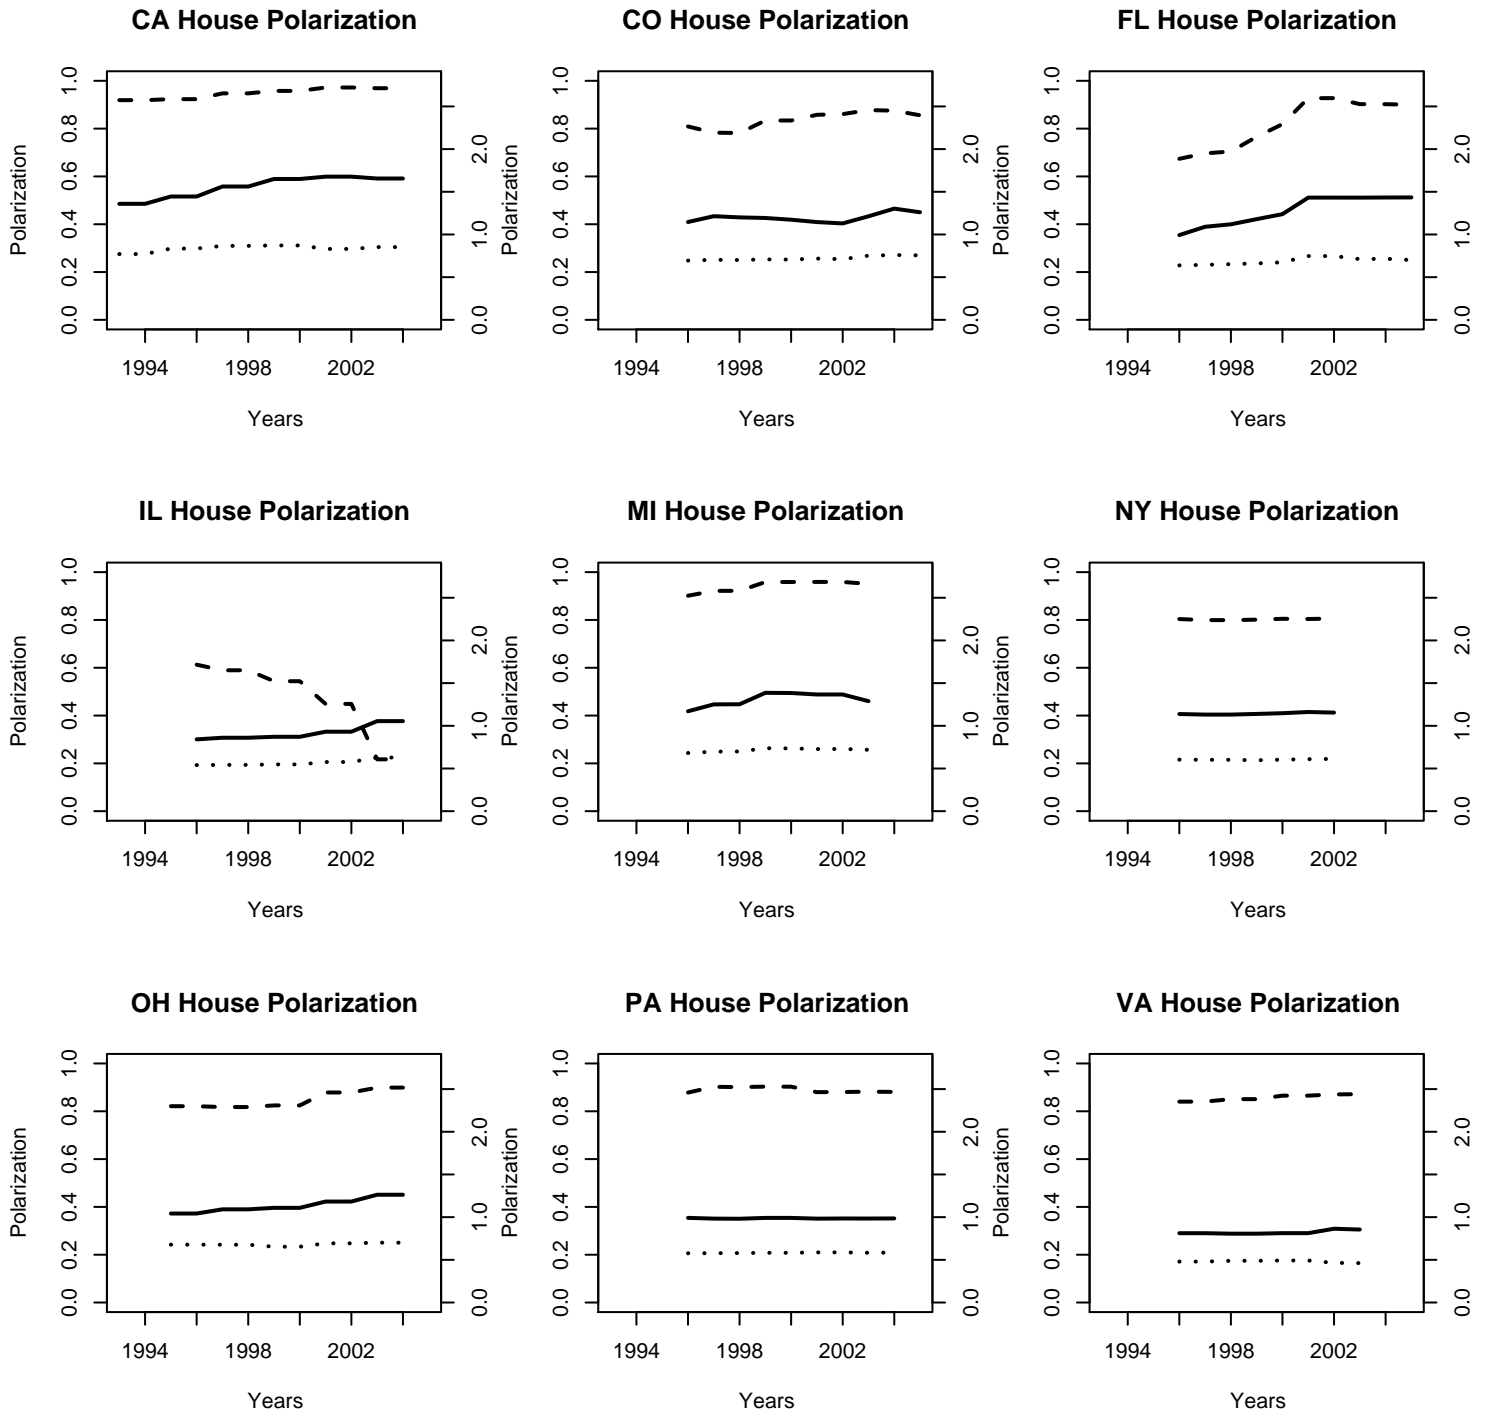 CA House Polarization
Polarization
0.0 0.2 0.4 0.6 0.8 1.0
0.0 1.0 2.0
1994 1998 2002
Years
CO House Polarization
Polarization
0.0 0.2 0.4 0.6 0.8 1.0
0.0 1.0 2.0
1994 1998 2002
Years
FL House Polarization
Polarization
0.0 0.2 0.4 0.6 0.8 1.0
0.0 1.0 2.0
1994 1998 2002
Years
IL House Polarization
Polarization
0.0 0.2 0.4 0.6 0.8 1.0
0.0 1.0 2.0
1994 1998 2002
Years
MI House Polarization
Polarization
0.0 0.2 0.4 0.6 0.8 1.0
0.0 1.0 2.0
1994 1998 2002
Years
NY House Polarization
Polarization
0.0 0.2 0.4 0.6 0.8 1.0
0.0 1.0 2.0
1994 1998 2002
Years
OH House Polarization
Polarization
0.0 0.2 0.4 0.6 0.8 1.0
0.0 1.0 2.0
1994 1998 2002
Years
PA House Polarization
Polarization
0.0 0.2 0.4 0.6 0.8 1.0
0.0 1.0 2.0
1994 1998 2002
Years
VA House Polarization
Polarization
0.0 0.2 0.4 0.6 0.8 1.0
0.0 1.0 2.0
1994 1998 2002
Years